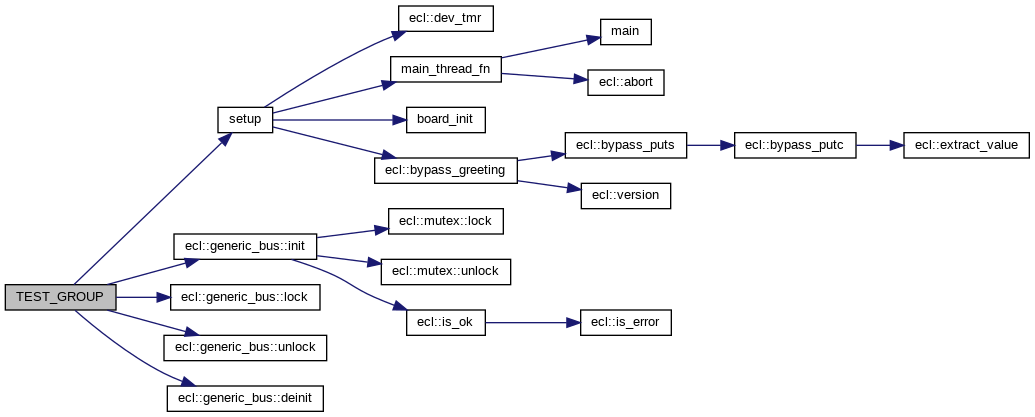 ecl::dev_tmr
main
main_thread_fn
ecl::abort
setup
board_init
ecl::bypass_puts
ecl::bypass_putc
ecl::extract_value
ecl::bypass_greeting
ecl::version
ecl::mutex::lock
ecl::generic_bus::init
ecl::mutex::unlock
TEST_GROUP
ecl::generic_bus::lock
ecl::is_ok
ecl::is_error
ecl::generic_bus::unlock
ecl::generic_bus::deinit